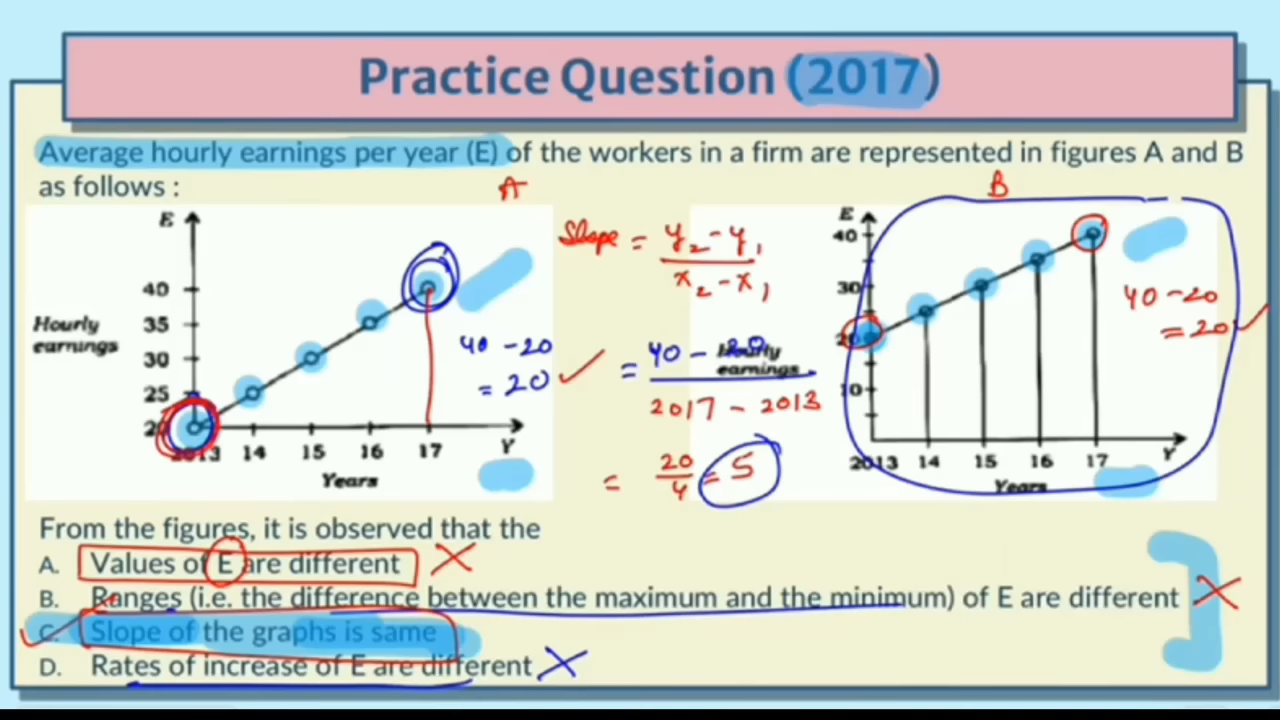 Practice Question (2017)
Average hourly earnings per year (E) of the workers in a firm are represented in figures A and B
as follows :
A
E
40
35
30
25
20
Hourly
earnings
2013 14 15 16 17 Y
Years
40 - 20
= 20 ✓
Slope = y₂ - y₁
x₂ - x₁
= 40 - 20
2017 - 2013
= 20/4 = 5
B
E
40
30
20
10
Hourly
earnings
2013 14 15 16 17 Y
Years
40 - 20
= 20 ✓
From the figures, it is observed that the
A. Values of E are different
B. Ranges (i.e. the difference between the maximum and the minimum) of E are different
C. Slope of the graphs is same
D. Rates of increase of E are different